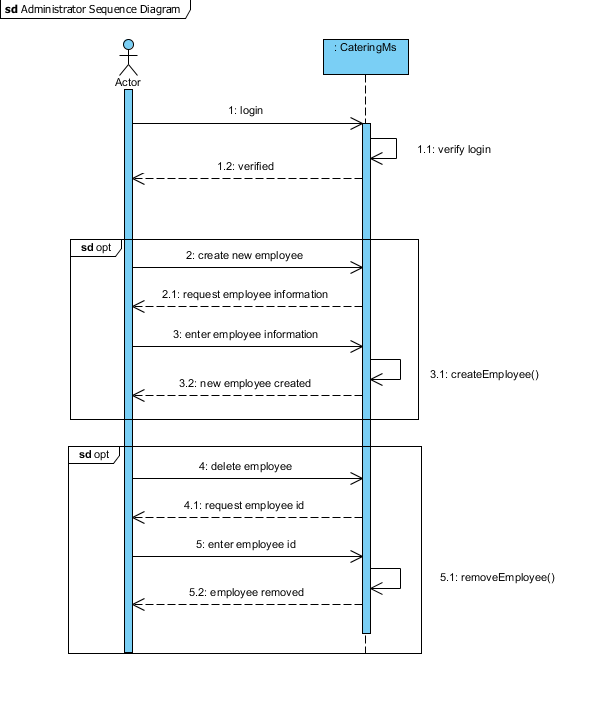 sd Administrator Sequence Diagram
: CateringMs
Actor
1: login
1.1: verify login
1.2: verified
sd opt
2: create new employee
2.1: request employee information
3: enter employee information
3.1: createEmployee()
3.2: new employee created
sd opt
4: delete employee
4.1: request employee id
5: enter employee id
5.1: removeEmployee()
5.2: employee removed